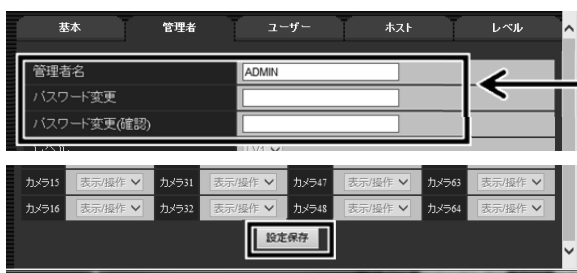 基本 管理者 ユーザー ホスト レベル
管理者名 ADMIN
パスワード変更
パスワード変更(確認)
カメラ15 表示/操作 カメラ31 表示/操作 カメラ47 表示/操作 カメラ63 表示/操作
カメラ16 表示/操作 カメラ32 表示/操作 カメラ48 表示/操作 カメラ64 表示/操作
設定保存